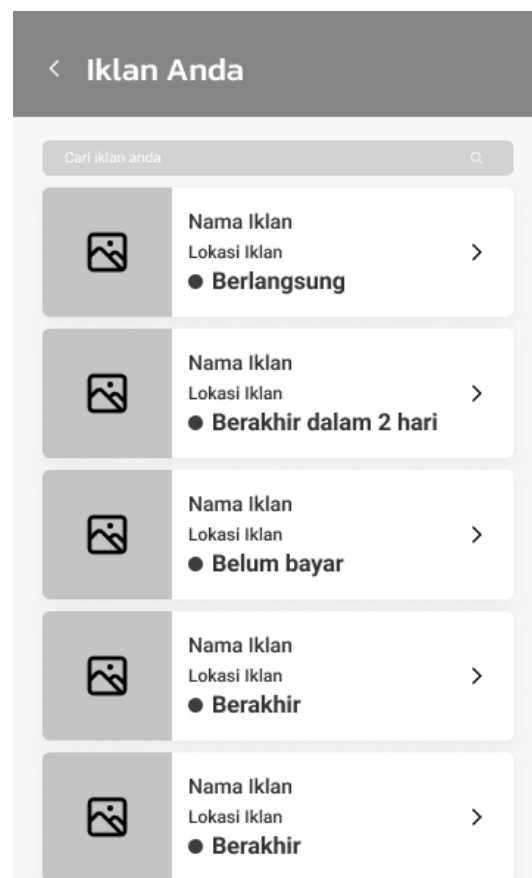 Iklan Anda
Cari iklan anda
Nama Iklan
Lokasi Iklan
Berlangsung
Nama Iklan
Lokasi Iklan
Berakhir dalam 2 hari
Nama Iklan
Lokasi Iklan
Belum bayar
Nama Iklan
Lokasi Iklan
Berakhir
Nama Iklan
Lokasi Iklan
Berakhir